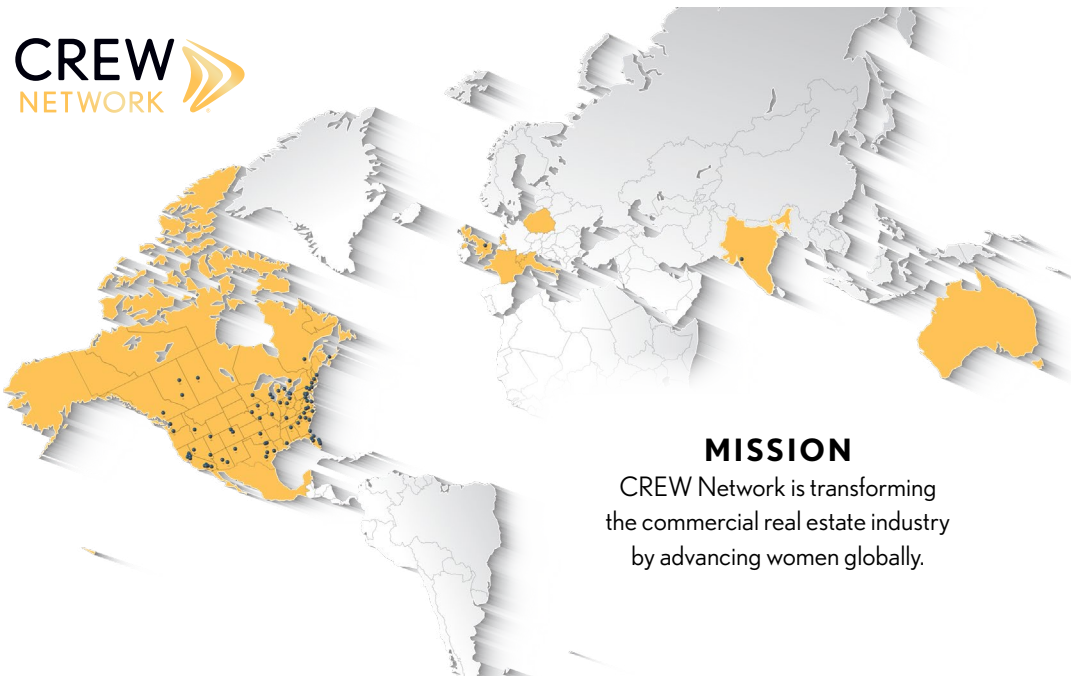 CREW
NETWORK
MISSION
CREW Network is transforming
the commercial real estate industry
by advancing women globally.